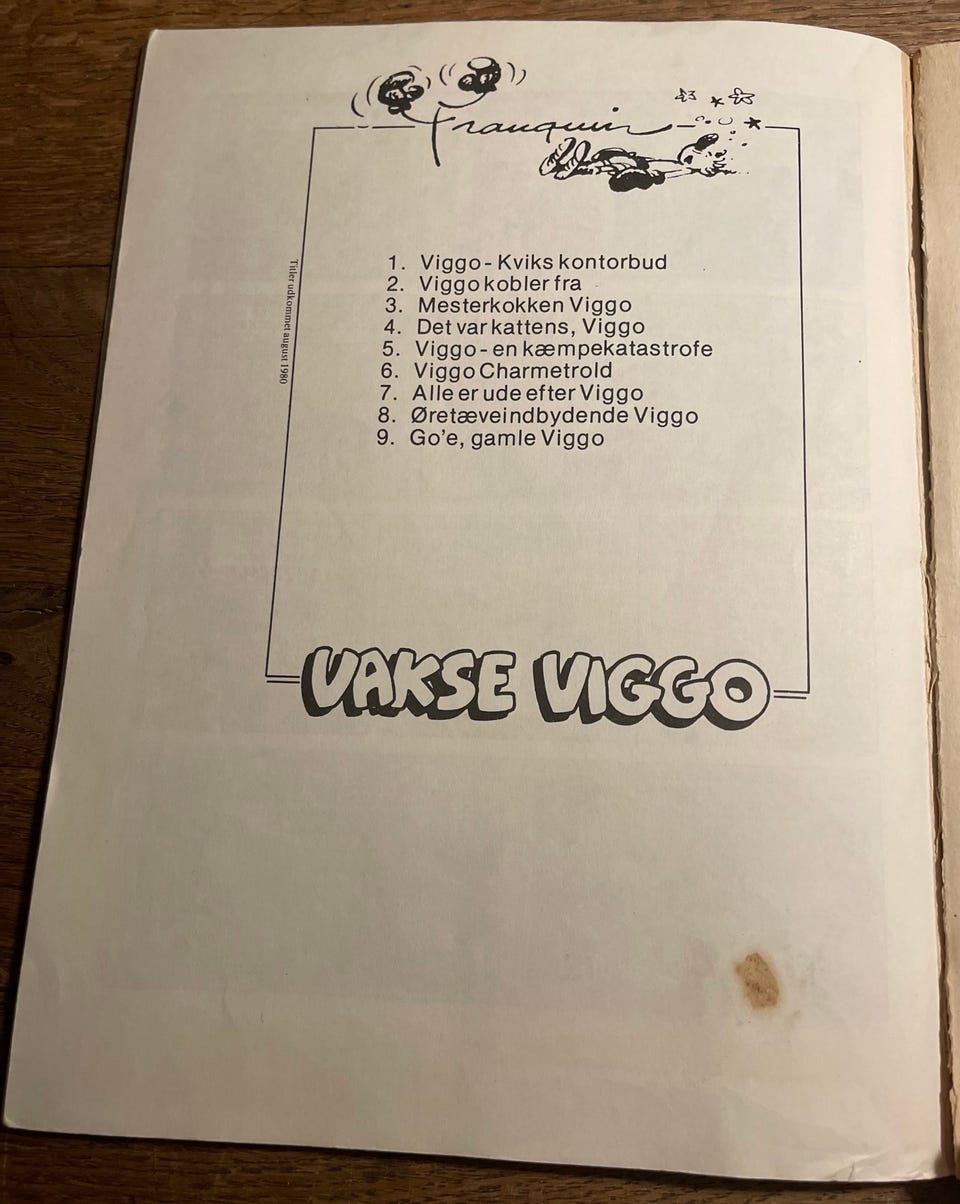 Franquin
1. Viggo - Kviks kontorbud
2. Viggo kobler fra
3. Mesterkokken Viggo
4. Det var kattens, Viggo
5. Viggo - en kæmpekatastrofe
6. Viggo Charmetrold
7. Alle er ude efter Viggo
8. Øretæveindbydende Viggo
9. Go'e, gamle Viggo
Titler udkommet august 1980
VAKSE VIGGO